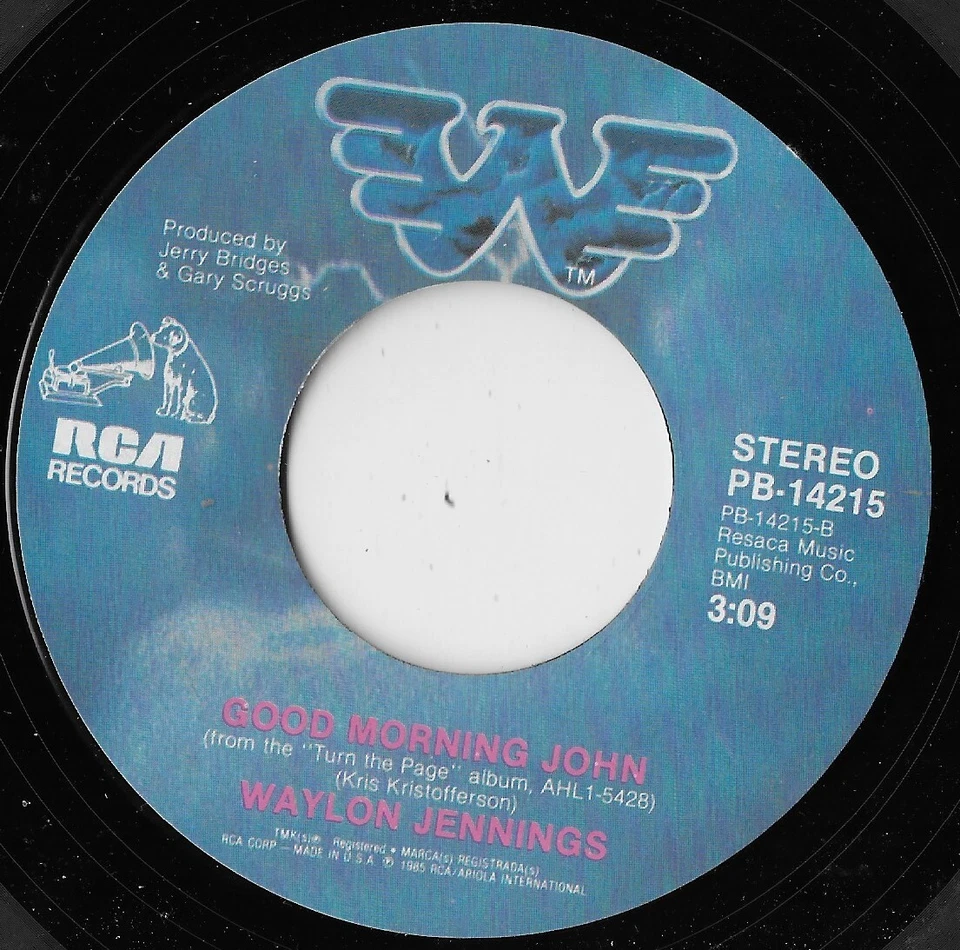 TM
Produced by
Jerry Bridges
& Gary Scruggs
RCA
RECORDS
STEREO
PB-14215
PB-14215-B
Resaca Music
Publishing Co.,
BMI
3:09
GOOD MORNING JOHN
(from the "Turn the Page" album, AHL1-5428)
(Kris Kristofferson)
WAYLON JENNINGS
TMK(s)® Registered • MARCA(s) REGISTRADA(s)
RCA CORP — MADE IN U.S.A. ℗ 1985 RCA/ARIOLA INTERNATIONAL